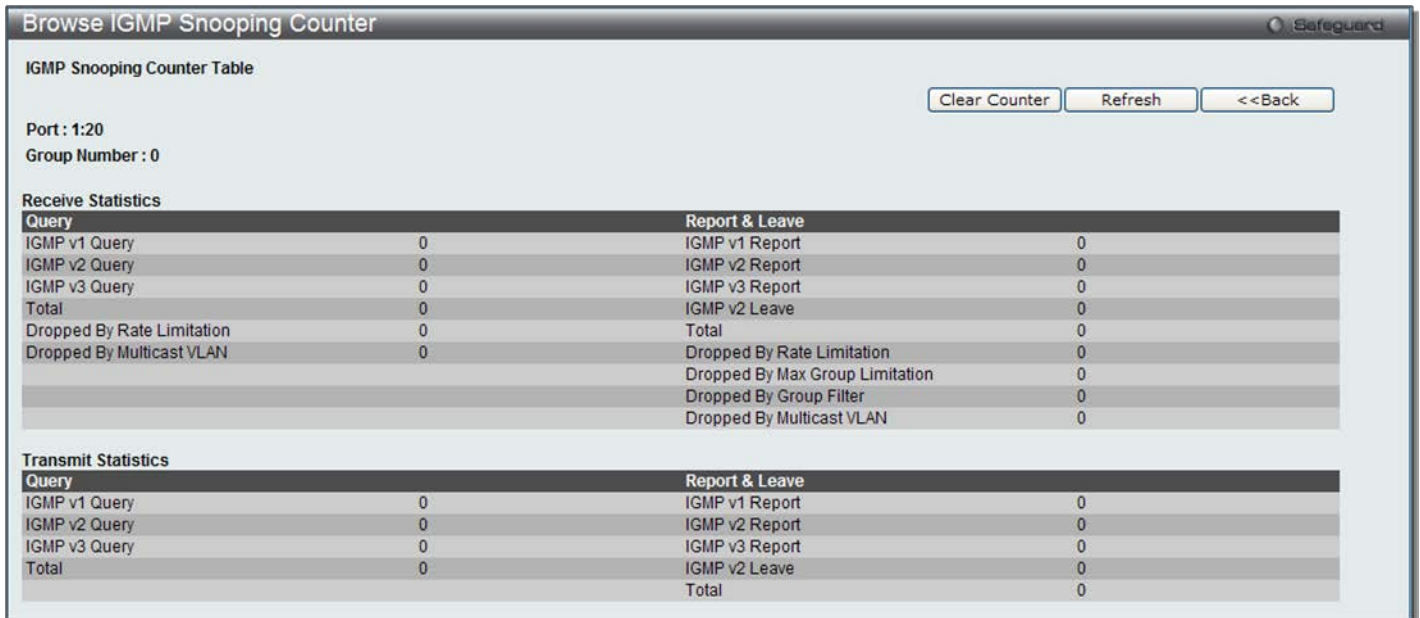 Browse IGMP Snooping Counter
Safeguard
IGMP Snooping Counter Table
Clear Counter Refresh <<Back
Port : 1:20
Group Number : 0
Receive Statistics
Query Report & Leave
IGMP v1 Query 0 IGMP v1 Report 0
IGMP v2 Query 0 IGMP v2 Report 0
IGMP v3 Query 0 IGMP v3 Report 0
Total 0 IGMP v2 Leave 0
Dropped By Rate Limitation 0 Total 0
Dropped By Multicast VLAN 0 Dropped By Rate Limitation 0
Dropped By Max Group Limitation 0
Dropped By Group Filter 0
Dropped By Multicast VLAN 0
Transmit Statistics
Query Report & Leave
IGMP v1 Query 0 IGMP v1 Report 0
IGMP v2 Query 0 IGMP v2 Report 0
IGMP v3 Query 0 IGMP v3 Report 0
Total 0 IGMP v2 Leave 0
Total 0